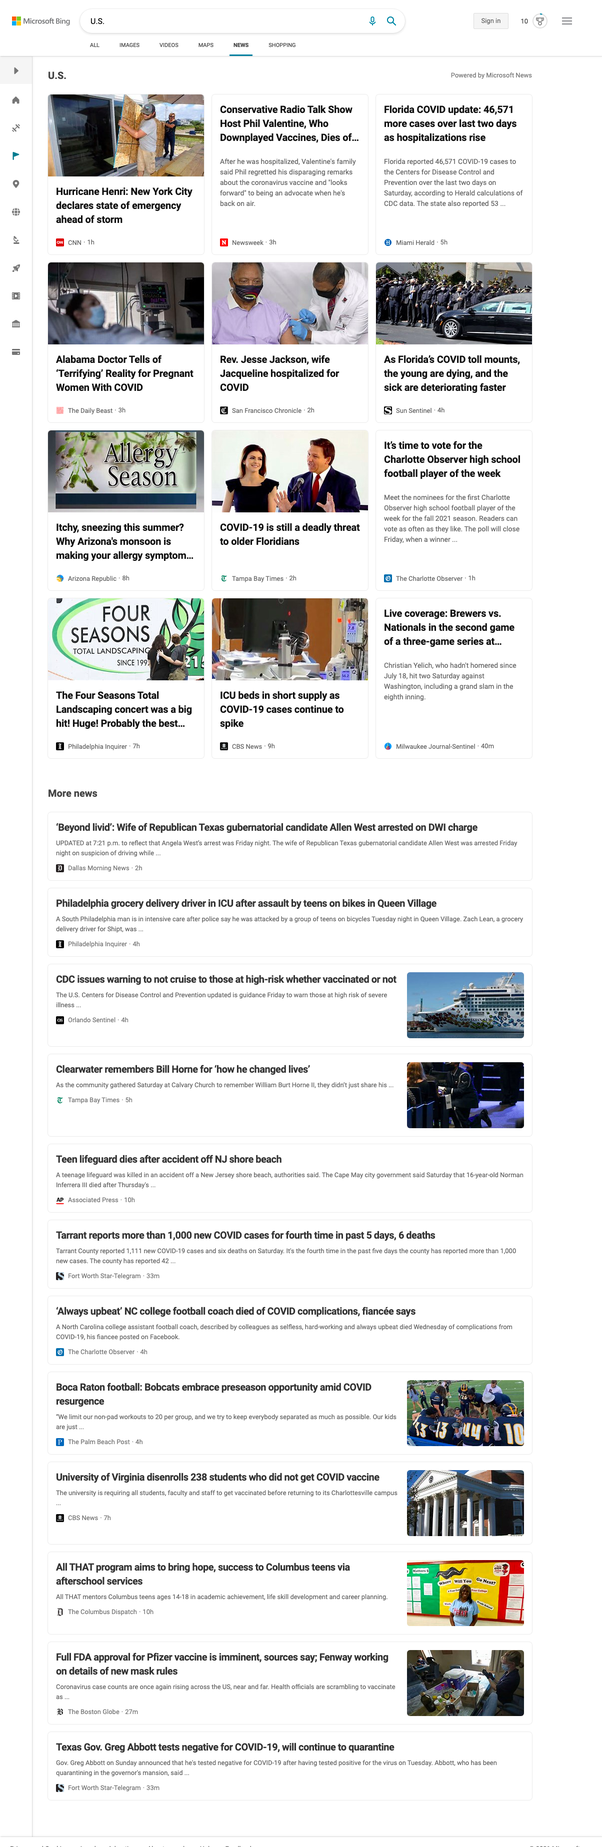 Microsoft Bing
U.S.
Sign in
10
ALL
IMAGES
VIDEOS
MAPS
NEWS
SHOPPING
U.S.
Powered by Microsoft News
Hurricane Henri: New York City
declares state of emergency
ahead of storm
CNN · 1h
Conservative Radio Talk Show
Host Phil Valentine, Who
Downplayed Vaccines, Dies of...
After he was hospitalized, Valentine's family
said Phil regretted his disparaging remarks
about the coronavirus vaccine and "looks
forward" to being an advocate when he's
back on air.
Newsweek · 3h
Florida COVID update: 46,571
more cases over last two days
as hospitalizations rise
Florida reported 46,571 COVID-19 cases to
the Centers for Disease Control and
Prevention over the last two days on
Saturday, according to Herald calculations of
CDC data. The state also reported 53 ...
Miami Herald · 5h
Alabama Doctor Tells of
'Terrifying' Reality for Pregnant
Women With COVID
The Daily Beast · 3h
Rev. Jesse Jackson, wife
Jacqueline hospitalized for
COVID
San Francisco Chronicle · 2h
As Florida's COVID toll mounts,
the young are dying, and the
sick are deteriorating faster
Sun Sentinel · 4h
Allergy
Season
Itchy, sneezing this summer?
Why Arizona's monsoon is
making your allergy symptom...
Arizona Republic · 8h
COVID-19 is still a deadly threat
to older Floridians
Tampa Bay Times · 2h
It's time to vote for the
Charlotte Observer high school
football player of the week
Meet the nominees for the first Charlotte
Observer high school football player of the
week for the fall 2021 season. Readers can
vote as often as they like. The poll will close
Friday, when a winner ...
The Charlotte Observer · 1h
FOUR
SEASONS
TOTAL LANDSCAPING
SINCE 199
215
The Four Seasons Total
Landscaping concert was a big
hit! Huge! Probably the best...
Philadelphia Inquirer · 7h
ICU beds in short supply as
COVID-19 cases continue to
spike
CBS News · 9h
Live coverage: Brewers vs.
Nationals in the second game
of a three-game series at...
Christian Yelich, who hadn't homered since
July 18, hit two Saturday against
Washington, including a grand slam in the
eighth inning.
Milwaukee Journal-Sentinel · 40m
More news
'Beyond livid': Wife of Republican Texas gubernatorial candidate Allen West arrested on DWI charge
UPDATED at 7:21 p.m. to reflect that Angela West's arrest was Friday night. The wife of Republican Texas gubernatorial candidate Allen West was arrested Friday
night on suspicion of driving while ...
Dallas Morning News · 2h
Philadelphia grocery delivery driver in ICU after assault by teens on bikes in Queen Village
A South Philadelphia man is in intensive care after police say he was attacked by a group of teens on bicycles Tuesday night in Queen Village. Zach Lean, a grocery
delivery driver for Shipt, was ...
Philadelphia Inquirer · 4h
CDC issues warning to not cruise to those at high-risk whether vaccinated or not
The U.S. Centers for Disease Control and Prevention updated is guidance Friday to warn those at high risk of severe
illness ...
Orlando Sentinel · 4h
Clearwater remembers Bill Horne for 'how he changed lives'
As the community gathered Saturday at Calvary Church to remember William Burt Horne II, they didn't just share his ...
Tampa Bay Times · 5h
Teen lifeguard dies after accident off NJ shore beach
A teenage lifeguard was killed in an accident off a New Jersey shore beach, authorities said. The Cape May city government said Saturday that 16-year-old Norman
Inferrera III died after Thursday's ...
Associated Press · 10h
Tarrant reports more than 1,000 new COVID cases for fourth time in past 5 days, 6 deaths
Tarrant County reported 1,111 new COVID-19 cases and six deaths on Saturday. It's the fourth time in the past five days the county has reported more than 1,000
new cases. The county has reported 42 ...
Fort Worth Star-Telegram · 33m
'Always upbeat' NC college football coach died of COVID complications, fiancée says
A North Carolina college assistant football coach, described by colleagues as selfless, hard-working and always upbeat died Wednesday of complications from
COVID-19, his fiancee posted on Facebook.
The Charlotte Observer · 4h
Boca Raton football: Bobcats embrace preseason opportunity amid COVID
resurgence
"We limit our non-pad workouts to 20 per group, and we try to keep everybody separated as much as possible. Our kids
are just ...
The Palm Beach Post · 4h
University of Virginia disenrolls 238 students who did not get COVID vaccine
The university is requiring all students, faculty and staff to get vaccinated before returning to its Charlottesville campus
...
CBS News · 7h
All THAT program aims to bring hope, success to Columbus teens via
afterschool services
All THAT mentors Columbus teens ages 14-18 in academic achievement, life skill development and career planning.
The Columbus Dispatch · 10h
Full FDA approval for Pfizer vaccine is imminent, sources say; Fenway working
on details of new mask rules
Coronavirus case counts are once again rising across the US, near and far. Health officials are scrambling to vaccinate
as ...
The Boston Globe · 27m
Texas Gov. Greg Abbott tests negative for COVID-19, will continue to quarantine
Gov. Greg Abbott on Sunday announced that he's tested negative for COVID-19 after having tested positive for the virus on Tuesday. Abbott, who has been
quarantining in the governor's mansion, said ...
Fort Worth Star-Telegram · 33m